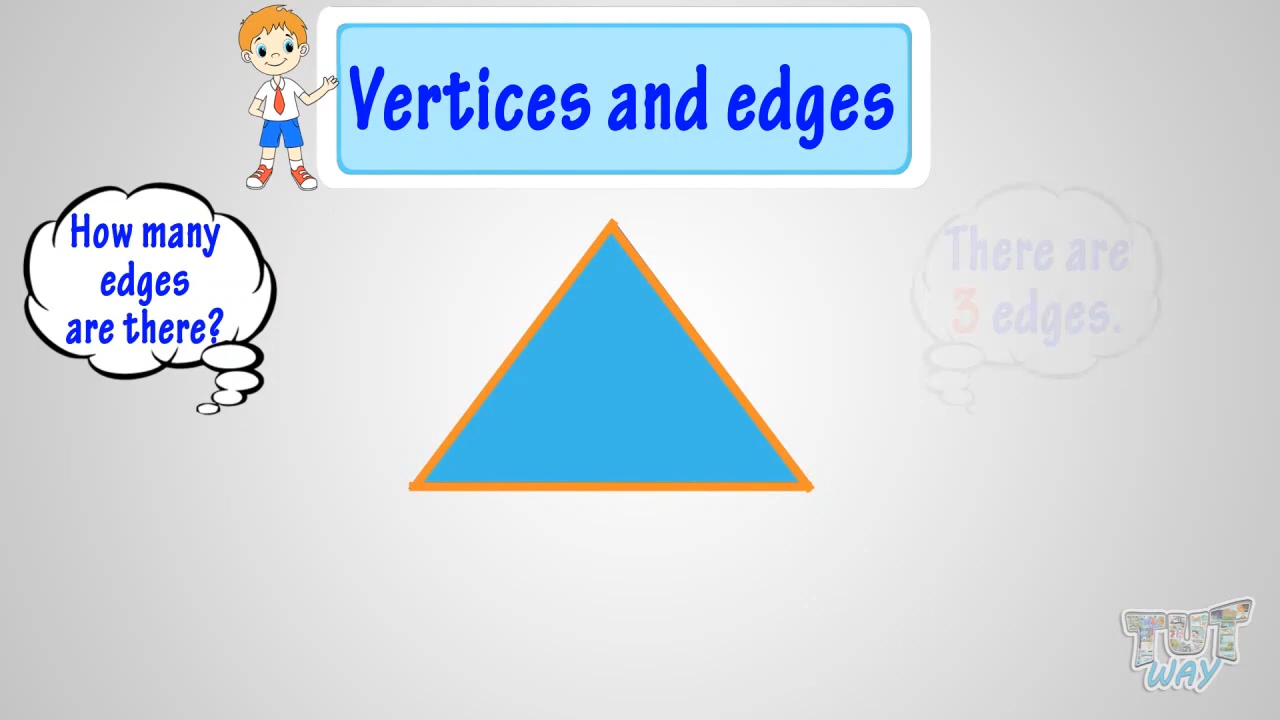 Vertices and edges
How many
edges
are there?
There are
3 edges.
TUT
WAY